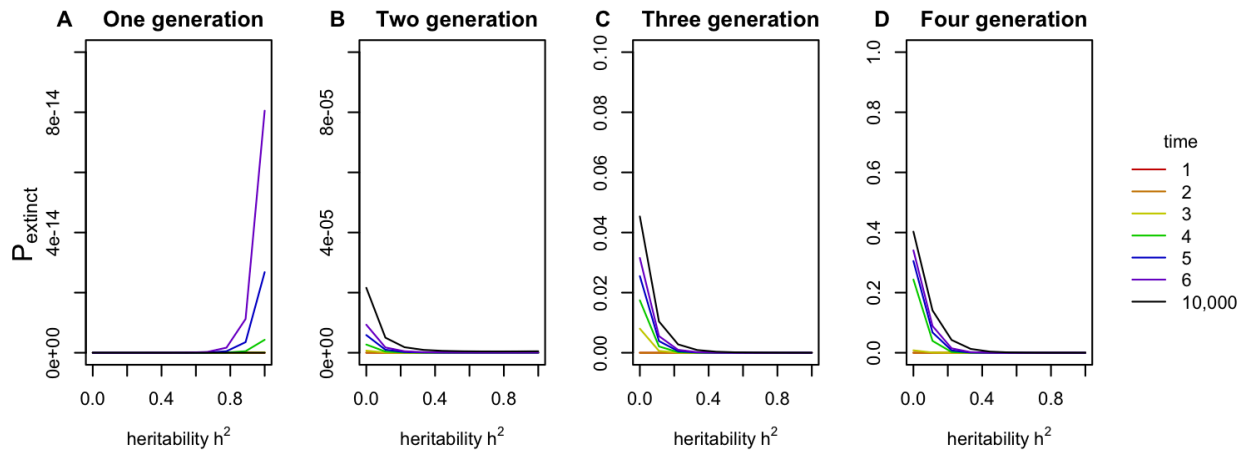 A One generation
B Two generation
C Three generation
D Four generation
P_extinct
0e+00
4e-14
8e-14
0e+00
4e-05
8e-05
0.00
0.02
0.04
0.06
0.08
0.10
0.0
0.2
0.4
0.6
0.8
1.0
0.0 0.4 0.8
0.0 0.4 0.8
0.0 0.4 0.8
0.0 0.4 0.8
heritability h²
heritability h²
heritability h²
heritability h²
time
1
2
3
4
5
6
10,000